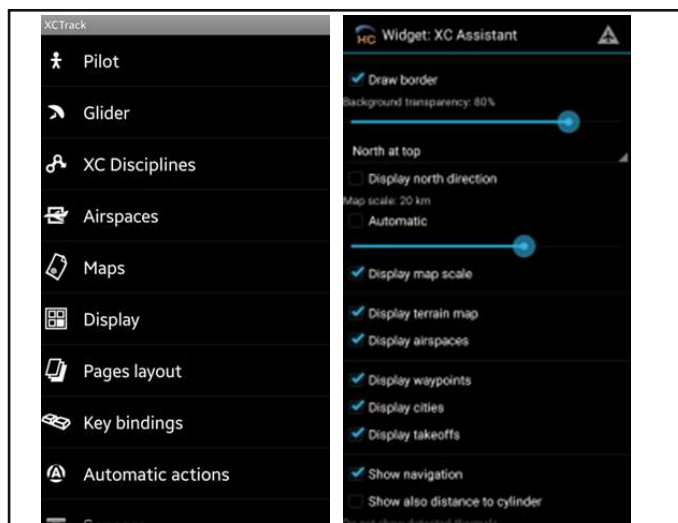 XCTrack
Pilot
Glider
XC Disciplines
Airspaces
Maps
Display
Pages layout
Key bindings
Automatic actions
XC Widget: XC Assistant
Draw border
Background transparency: 80%
North at top
Display north direction
Map scale: 20 km
Automatic
Display map scale
Display terrain map
Display airspaces
Display waypoints
Display cities
Display takeoffs
Show navigation
Show also distance to cylinder